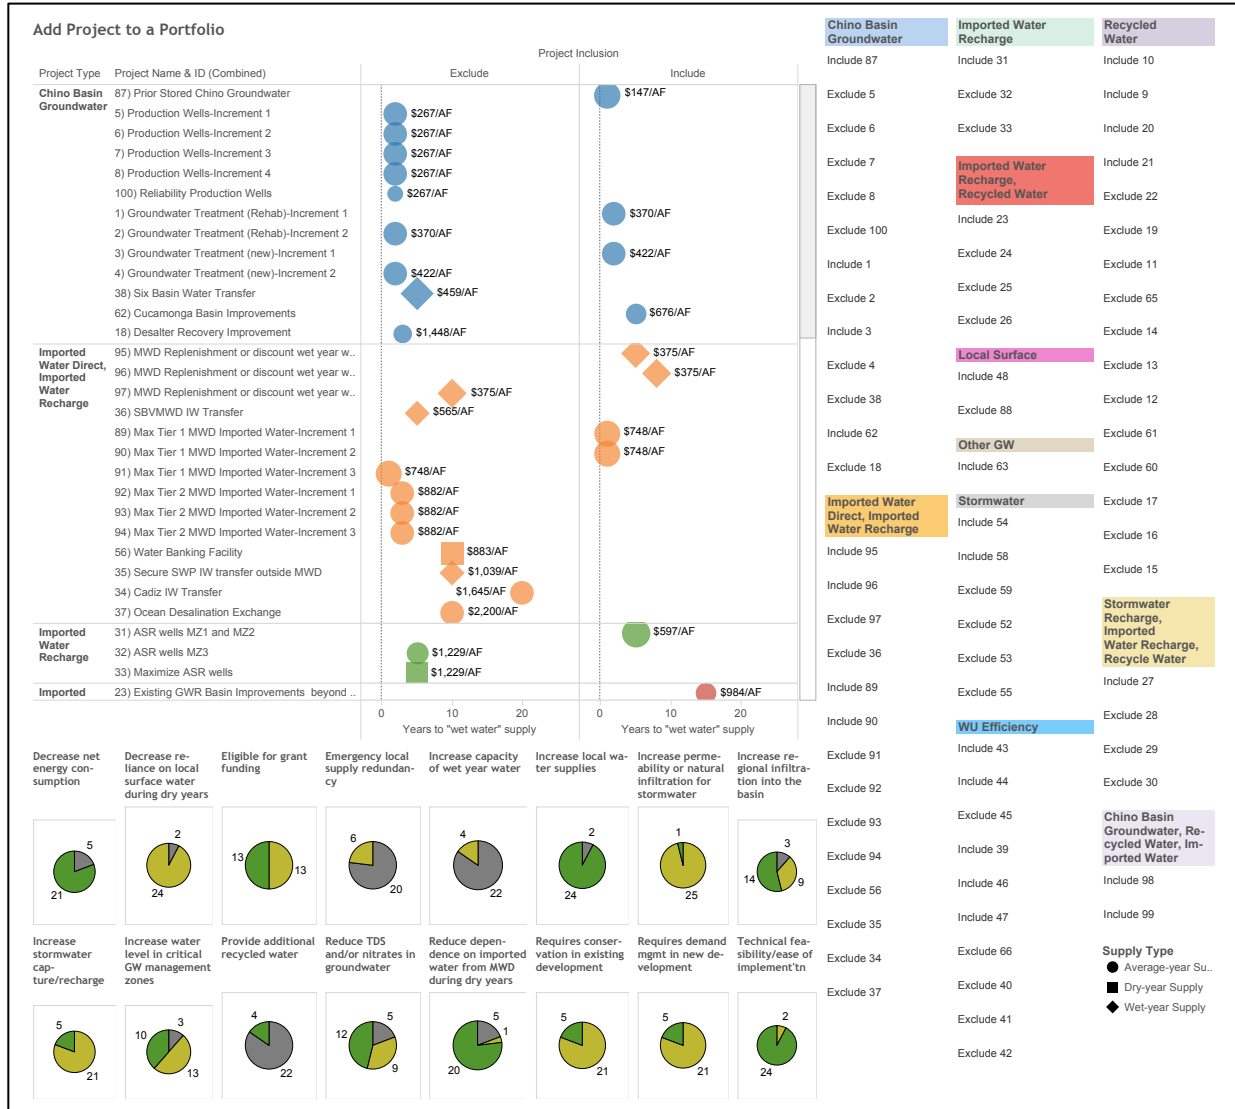 Add Project to a Portfolio
Project Inclusion
Project Type Project Name & ID (Combined) Exclude Include
Chino Basin
Groundwater
87) Prior Stored Chino Groundwater $147/AF
5) Production Wells-Increment 1 $267/AF
6) Production Wells-Increment 2 $267/AF
7) Production Wells-Increment 3 $267/AF
8) Production Wells-Increment 4 $267/AF
100) Reliability Production Wells $267/AF
1) Groundwater Treatment (Rehab)-Increment 1 $370/AF
2) Groundwater Treatment (Rehab)-Increment 2 $370/AF
3) Groundwater Treatment (new)-Increment 1 $422/AF
4) Groundwater Treatment (new)-Increment 2 $422/AF
38) Six Basin Water Transfer $459/AF
62) Cucamonga Basin Improvements $676/AF
18) Desalter Recovery Improvement $1,448/AF
Imported
Water Direct,
Imported
Water
Recharge
95) MWD Replenishment or discount wet year w.. $375/AF
96) MWD Replenishment or discount wet year w.. $375/AF
97) MWD Replenishment or discount wet year w.. $375/AF
36) SBVMWD IW Transfer $565/AF
89) Max Tier 1 MWD Imported Water-Increment 1 $748/AF
90) Max Tier 1 MWD Imported Water-Increment 2 $748/AF
91) Max Tier 1 MWD Imported Water-Increment 3 $748/AF
92) Max Tier 2 MWD Imported Water-Increment 1 $882/AF
93) Max Tier 2 MWD Imported Water-Increment 2 $882/AF
94) Max Tier 2 MWD Imported Water-Increment 3 $882/AF
56) Water Banking Facility $883/AF
35) Secure SWP IW transfer outside MWD $1,039/AF
34) Cadiz IW Transfer $1,645/AF
37) Ocean Desalination Exchange $2,200/AF
Imported
Water
Recharge
31) ASR wells MZ1 and MZ2 $597/AF
32) ASR wells MZ3 $1,229/AF
33) Maximize ASR wells $1,229/AF
Imported 23) Existing GWR Basin Improvements beyond .. $984/AF
0 10 20 0 10 20
Years to "wet water" supply Years to "wet water" supply
Decrease net
energy con-
sumption
5
21
Decrease re-
liance on local
surface water
during dry years
2
24
Eligible for grant
funding
13
13
Emergency local
supply redundan-
cy
6
20
Increase capacity
of wet year water
4
22
Increase local wa-
ter supplies
2
24
Increase perme-
ability or natural
infiltration for
stormwater
1
25
Increase re-
gional infiltra-
tion into the
basin
3
14
9
Increase
stormwater
cap-
ture/recharge
5
21
Increase water
level in critical
GW management
zones
10
3
13
Provide additional
recycled water
4
22
Reduce TDS
and/or nitrates in
groundwater
12
5
9
Reduce depen-
dence on imported
water from MWD
during dry years
5
1
20
Requires conser-
vation in existing
development
5
21
Requires demand
mgmt in new de-
velopment
5
21
Technical fea-
sibility/ease of
implement'tn
2
24
Chino Basin
Groundwater
Include 87
Exclude 5
Exclude 6
Exclude 7
Exclude 8
Exclude 100
Include 1
Exclude 2
Include 3
Exclude 4
Exclude 38
Include 62
Exclude 18
Imported Water
Direct, Imported
Water Recharge
Include 95
Include 96
Exclude 97
Exclude 36
Include 89
Include 90
Exclude 91
Exclude 92
Exclude 93
Exclude 94
Exclude 56
Exclude 35
Exclude 34
Exclude 37
Imported Water
Recharge
Include 31
Exclude 32
Exclude 33
Imported Water
Recharge,
Recycled Water
Include 23
Exclude 24
Exclude 25
Exclude 26
Local Surface
Include 48
Exclude 88
Other GW
Include 63
Stormwater
Include 54
Include 58
Exclude 59
Exclude 52
Exclude 53
Exclude 55
WU Efficiency
Include 43
Include 44
Exclude 45
Include 39
Include 46
Include 47
Exclude 66
Exclude 40
Exclude 41
Exclude 42
Recycled
Water
Include 10
Include 9
Include 20
Include 21
Exclude 22
Exclude 19
Exclude 11
Exclude 65
Exclude 14
Exclude 13
Exclude 12
Exclude 61
Exclude 60
Exclude 17
Exclude 16
Exclude 15
Stormwater
Recharge,
Imported
Water Recharge,
Recycle Water
Include 27
Exclude 28
Exclude 29
Exclude 30
Chino Basin
Groundwater, Re-
cycled Water, Im-
ported Water
Include 98
Include 99
Supply Type
Average-year Su..
Dry-year Supply
Wet-year Supply